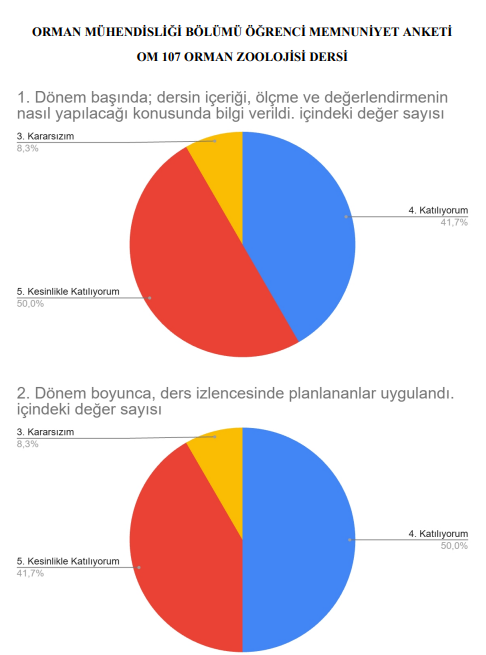 ORMAN MÜHENDİSLİĞİ BÖLÜMÜ ÖĞRENCİ MEMNUNİYET ANKETİ
OM 107 ORMAN ZOOLOJİSİ DERSİ
1. Dönem başında; dersin içeriği, ölçme ve değerlendirmenin
nasıl yapılacağı konusunda bilgi verildi. içindeki değer sayısı
3. Kararsızım
8,3%
4. Katılıyorum
41,7%
5. Kesinlikle Katılıyorum
50,0%
2. Dönem boyunca, ders izlencesinde planlananlar uygulandı.
içindeki değer sayısı
3. Kararsızım
8,3%
4. Katılıyorum
50,0%
5. Kesinlikle Katılıyorum
41,7%